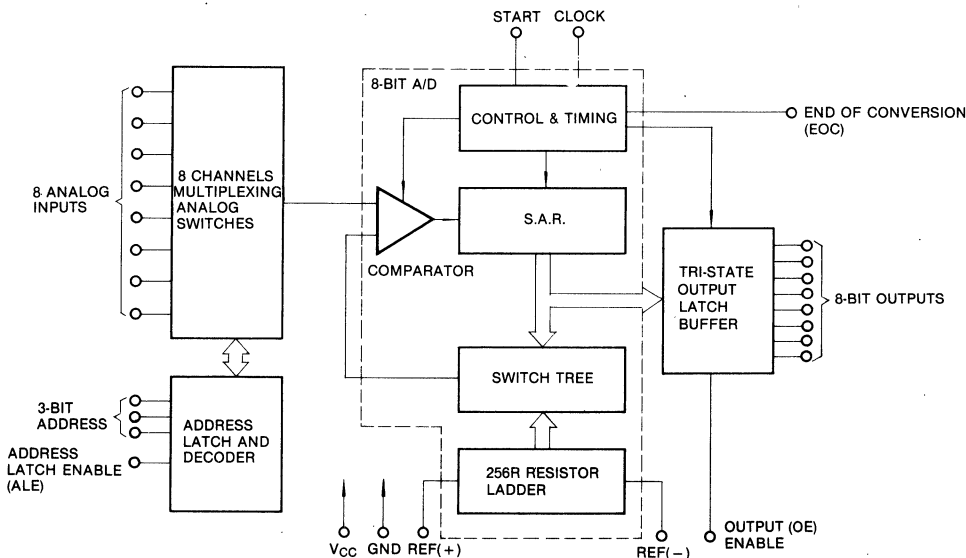 START CLOCK
8-BIT A/D
CONTROL & TIMING
END OF CONVERSION
(EOC)
8 ANALOG
INPUTS
8 CHANNELS
MULTIPLEXING
ANALOG
SWITCHES
S.A.R.
COMPARATOR
TRI-STATE
OUTPUT
LATCH
BUFFER
8-BIT OUTPUTS
SWITCH TREE
3-BIT
ADDRESS
ADDRESS
LATCH ENABLE
(ALE)
ADDRESS
LATCH AND
DECODER
256R RESISTOR
LADDER
VCC GND REF(+)
REF(−)
OUTPUT (OE)
ENABLE